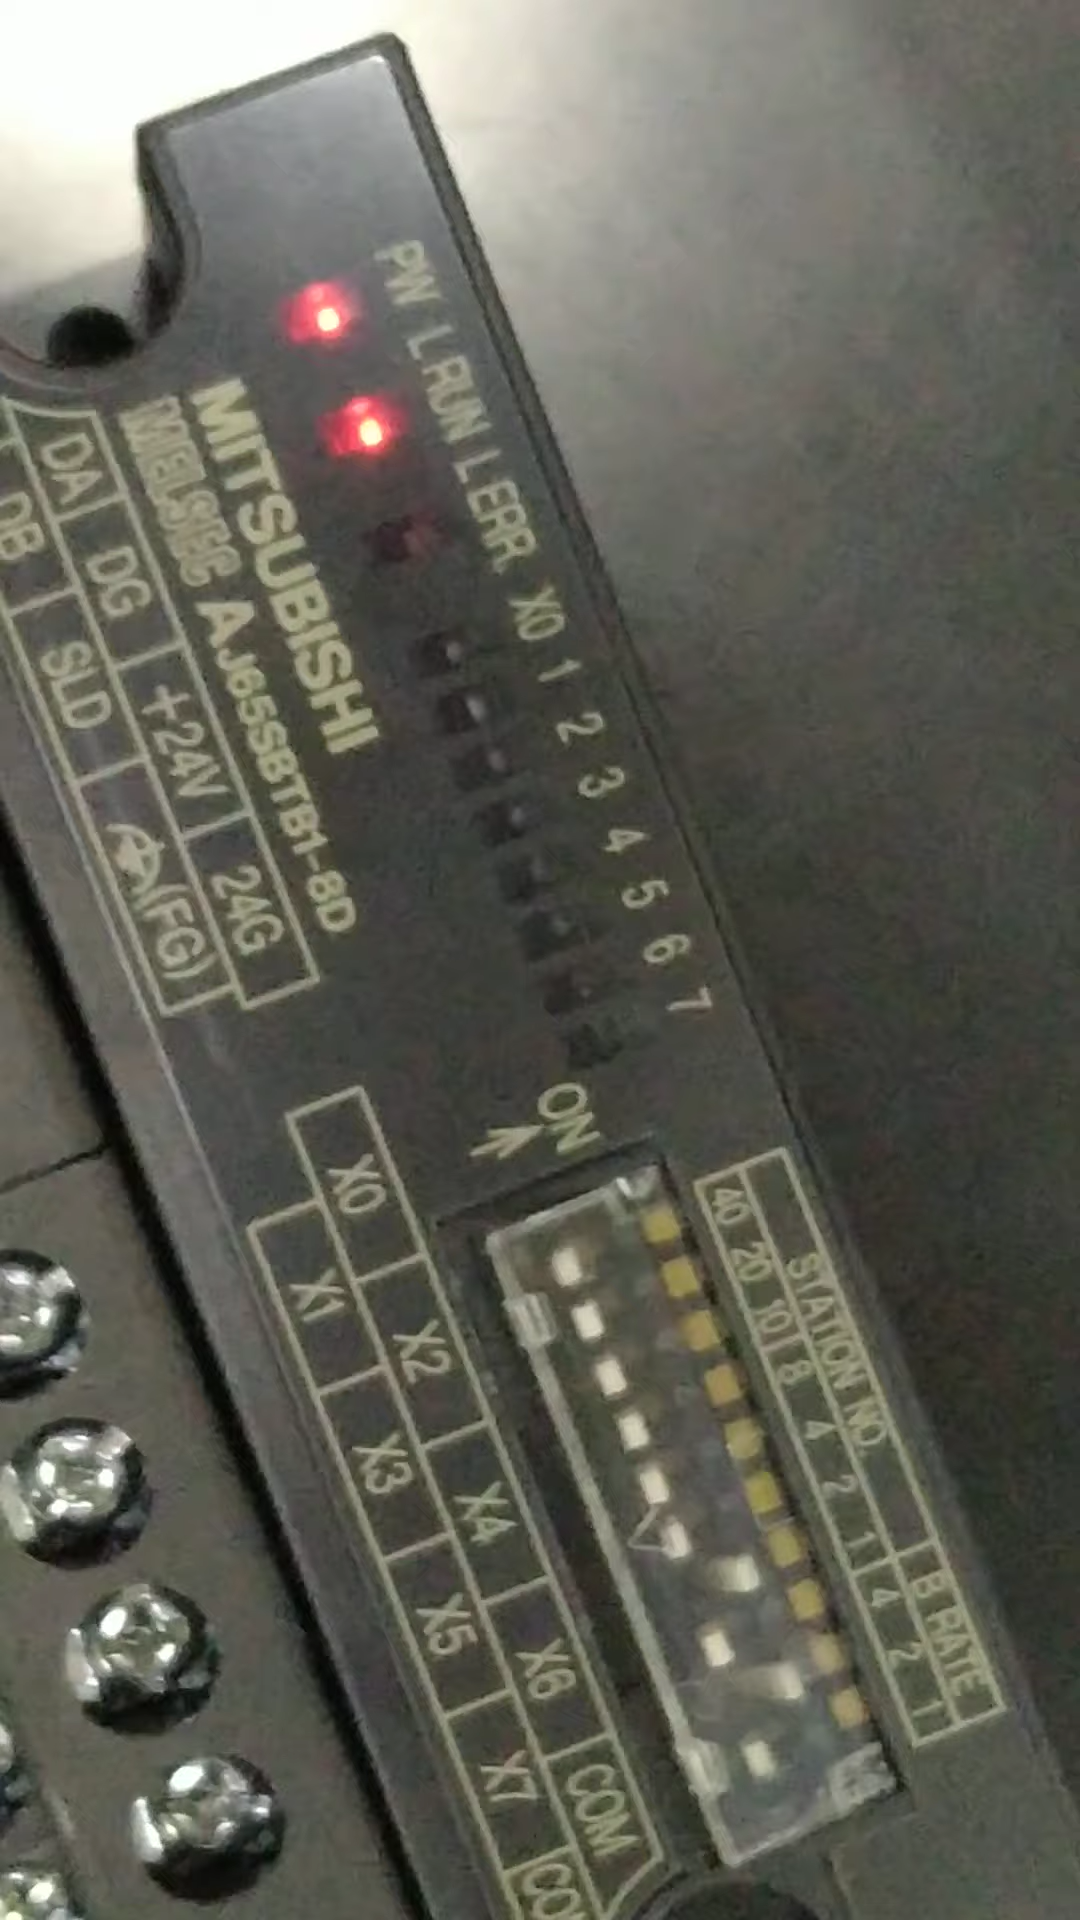 PW L RUN L ERR X0 1 2 3 4 5 6 7
MITSUBISHI
MELSEC AJ65SBTB1-8D
DA DG +24V 24G
DB SLD (FG)
ON
STATION NO. B RATE
40 20 10 8 4 2 1 4 2 1
X0 X2 X4 X6 COM
X1 X3 X5 X7